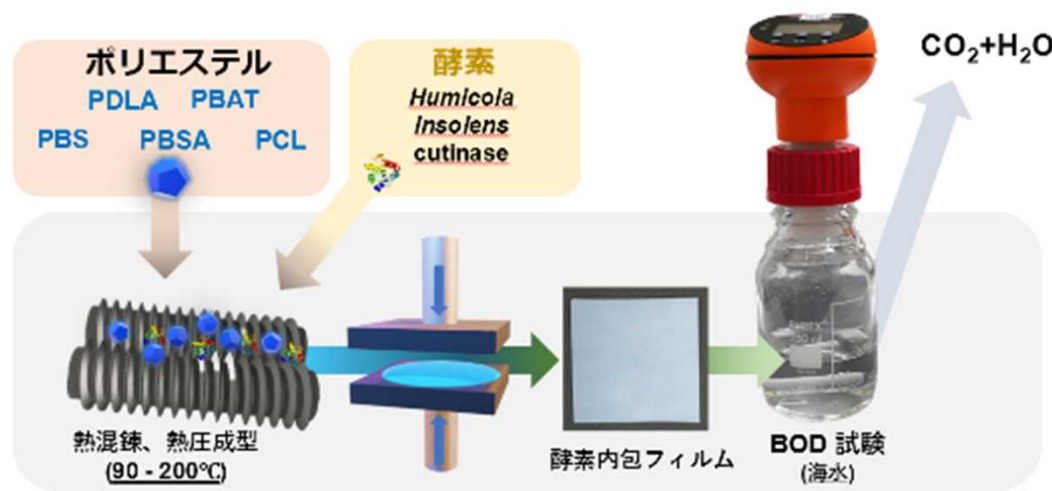 ポリエステル
PDLA PBAT
PBS PBSA PCL
酵素
Humicola
Insolens
cutinase
CO₂+H₂O
熱混錬、熱圧成型
(90 - 200℃)
酵素内包フィルム
BOD 試験
(海水)